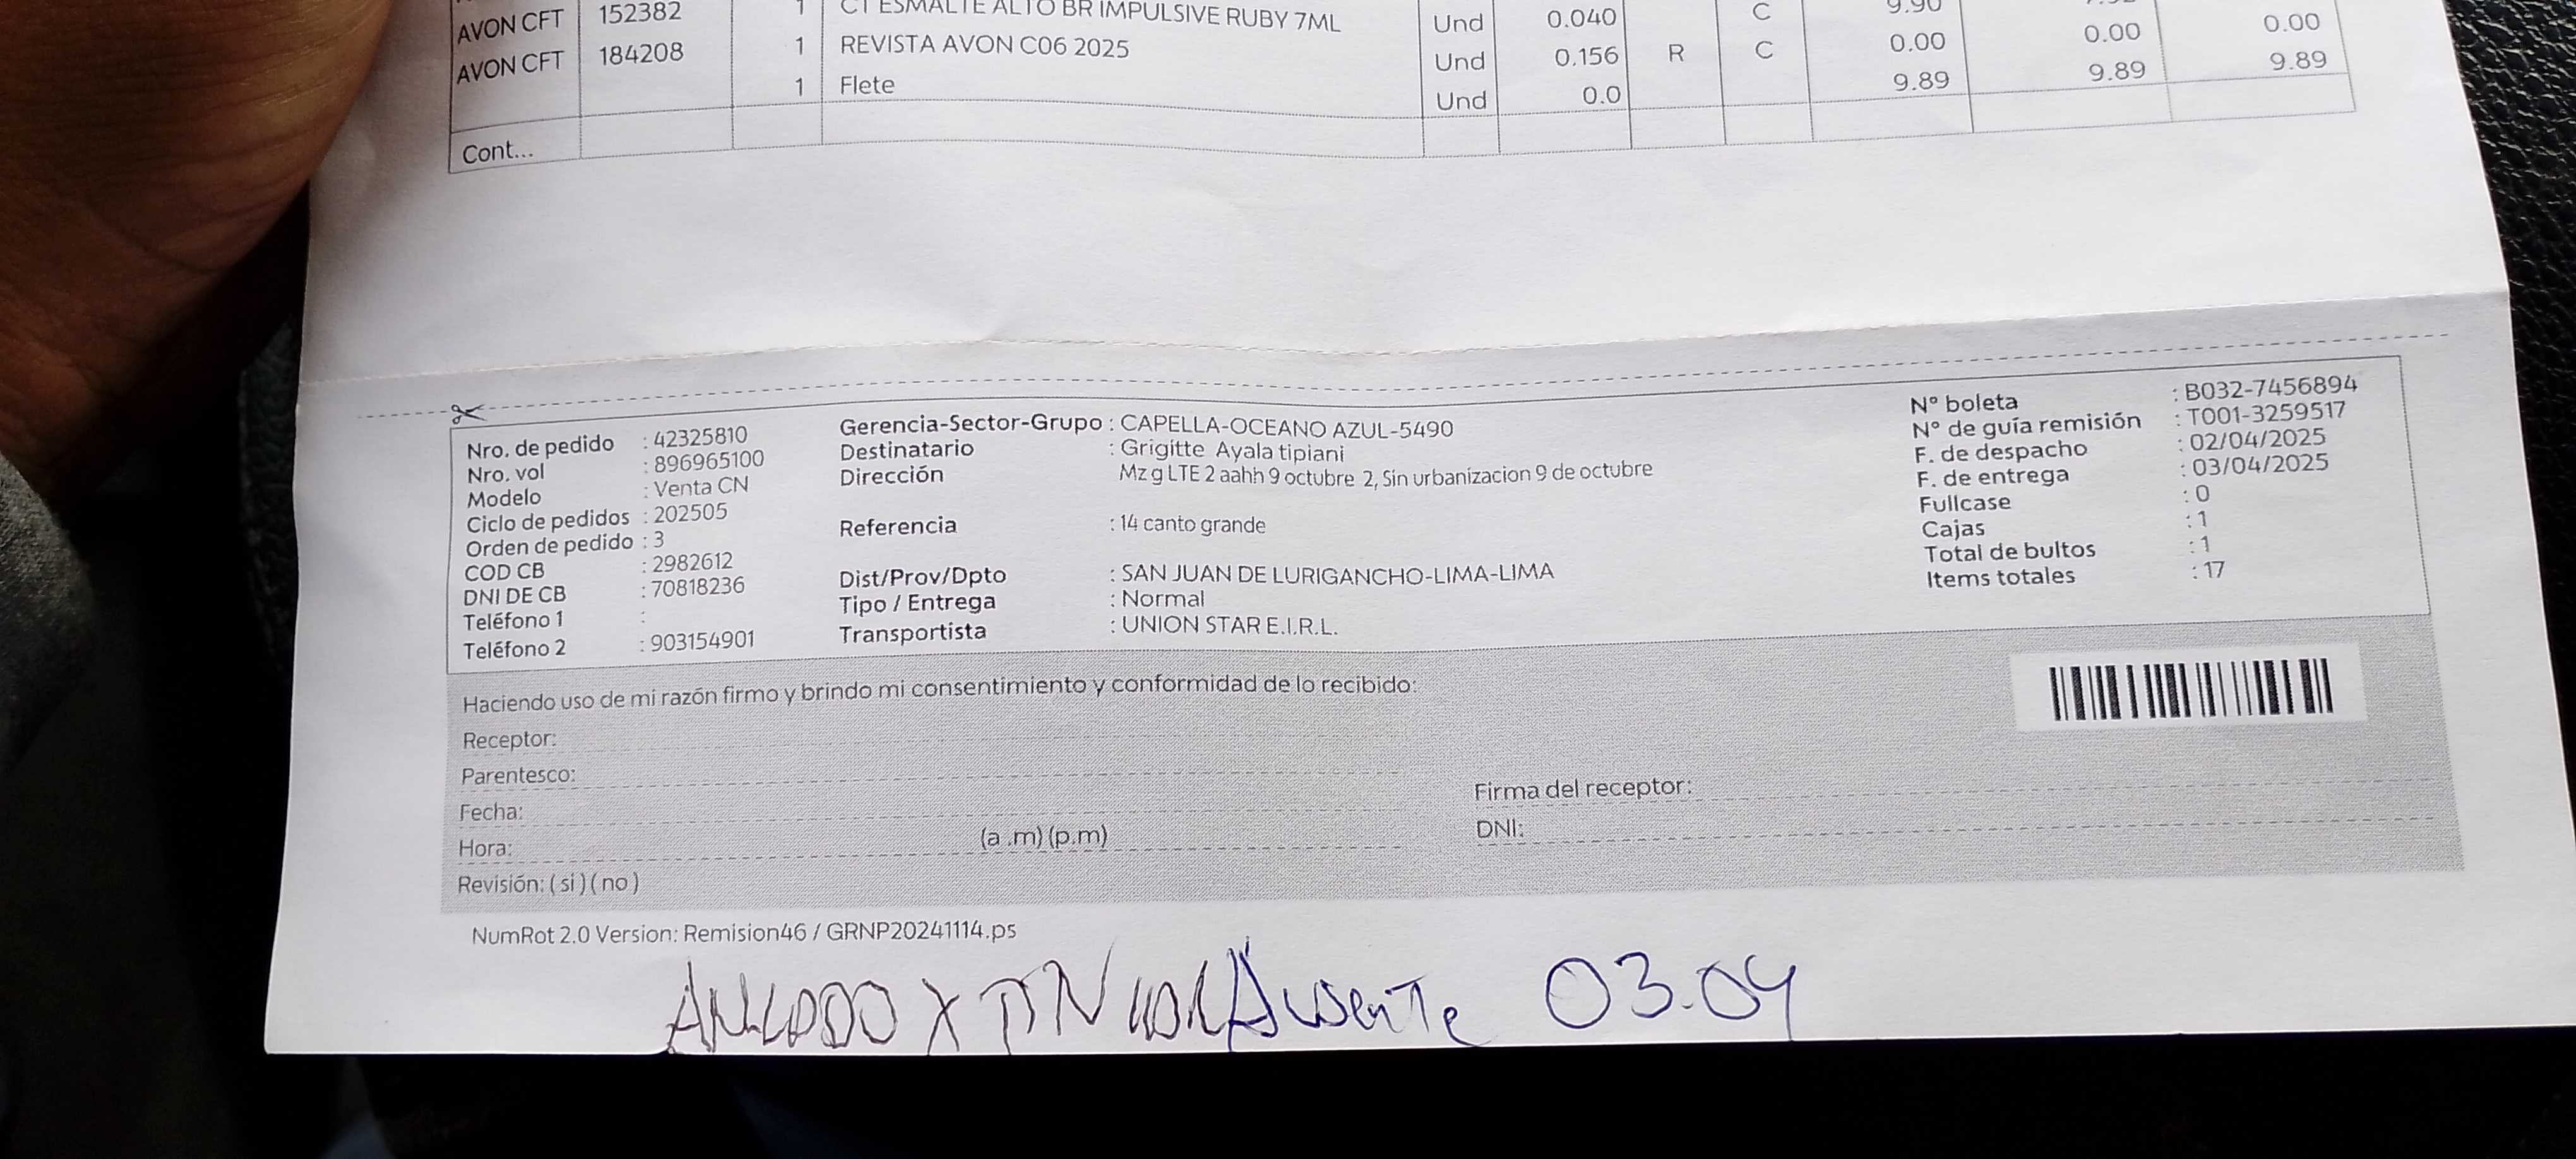 AVON CFT 152382 1 CT ESMALTE ALTO BR IMPULSIVE RUBY 7ML Und 0.040 C 9.90
AVON CFT 184208 1 REVISTA AVON C06 2025 Und 0.156 R C 0.00 0.00 0.00
1 Flete Und 0.0 9.89 9.89 9.89
Cont...
Nro. de pedido : 42325810
Nro. vol : 896965100
Modelo : Venta CN
Ciclo de pedidos : 202505
Orden de pedido : 3
COD CB : 2982612
DNI DE CB : 70818236
Teléfono 1 :
Teléfono 2 : 903154901
Gerencia-Sector-Grupo : CAPELLA-OCEANO AZUL-5490
Destinatario : Grigitte Ayala tipiani
Dirección Mz g LTE 2 aahh 9 octubre 2, Sin urbanizacion 9 de octubre
Referencia : 14 canto grande
Dist/Prov/Dpto : SAN JUAN DE LURIGANCHO-LIMA-LIMA
Tipo / Entrega : Normal
Transportista : UNION STAR E.I.R.L.
N° boleta : B032-7456894
N° de guía remisión : T001-3259517
F. de despacho : 02/04/2025
F. de entrega : 03/04/2025
Fullcase : 0
Cajas : 1
Total de bultos : 1
Items totales : 17
Haciendo uso de mi razón firmo y brindo mi consentimiento y conformidad de lo recibido:
Receptor:
Parentesco:
Fecha:
Hora: (a .m) (p.m)
Revisión: ( si ) ( no )
Firma del receptor:
DNI:
NumRot 2.0 Version: Remision46 / GRNP20241114.ps
X Ausente 03.04